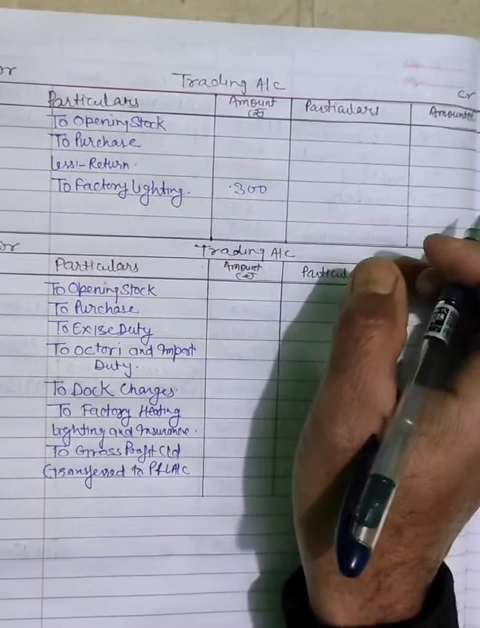 Dr
Trading A/C
Cr
Particulars Amount (₹) Particulars Amount
To Opening Stock
To Purchase
Less:- Return.
To Factory Lighting. 300
Dr
Trading A/C
Particulars Amount (₹) Particul
To Opening Stock
To Purchase
To Exise Duty
To Octori and Import
Duty.
To Dock Charges.
To Factory Heating
Lighting and Insurance.
To Gross Profit C/d
(Transferred to P&L A/C